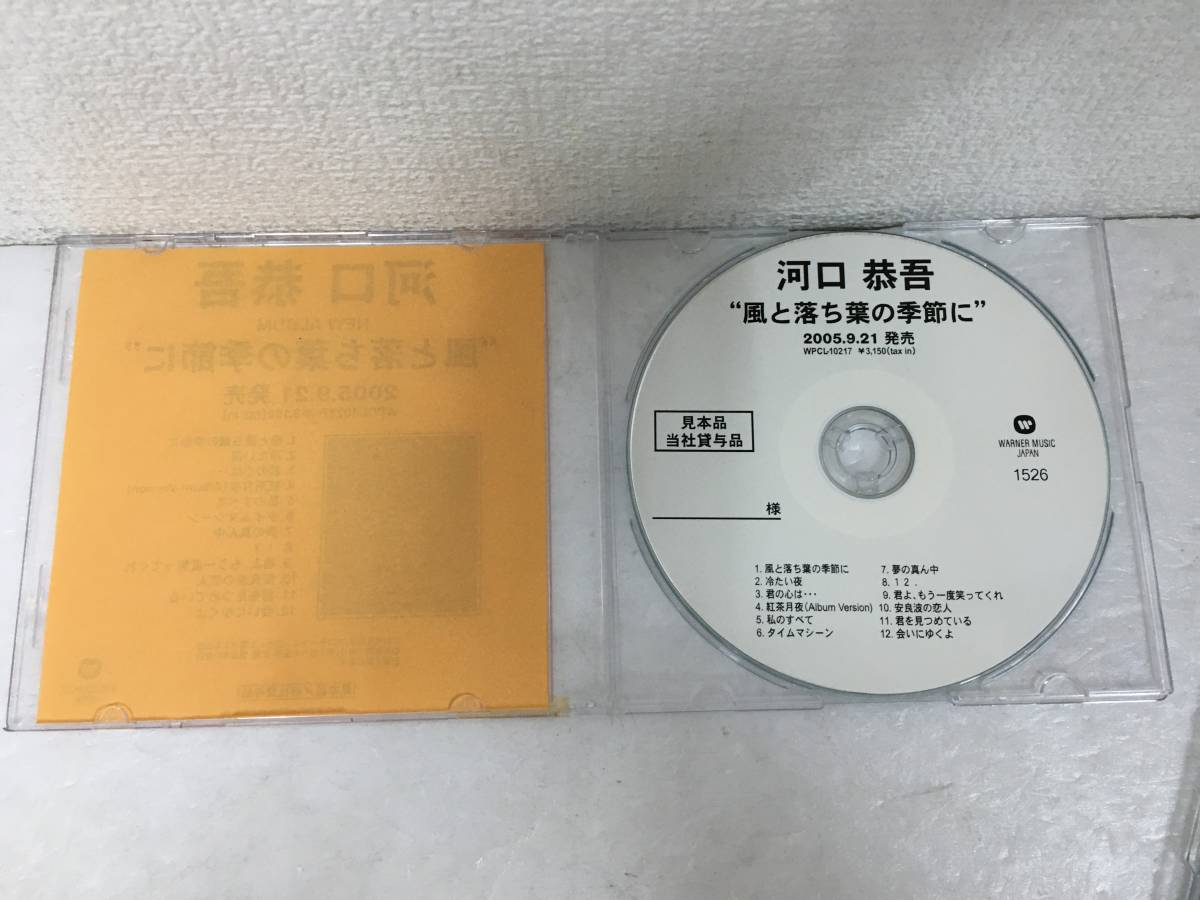 河口 恭吾
NEW ALBUM
“風と落ち葉の季節に”
2005.9.21 発売
河口 恭吾
“風と落ち葉の季節に”
2005.9.21 発売
WPCL-10217 ¥3,150(tax in)
見本品
当社貸与品
WARNER MUSIC
JAPAN
1526
様
1. 風と落ち葉の季節に
2. 冷たい夜
3. 君の心は･･･
4. 紅茶月夜(Album Version)
5. 私のすべて
6. タイムマシーン
7. 夢の真ん中
8. 1 2 .
9. 君よ、もう一度笑ってくれ
10. 安良波の恋人
11. 君を見つめている
12. 会いにゆくよ